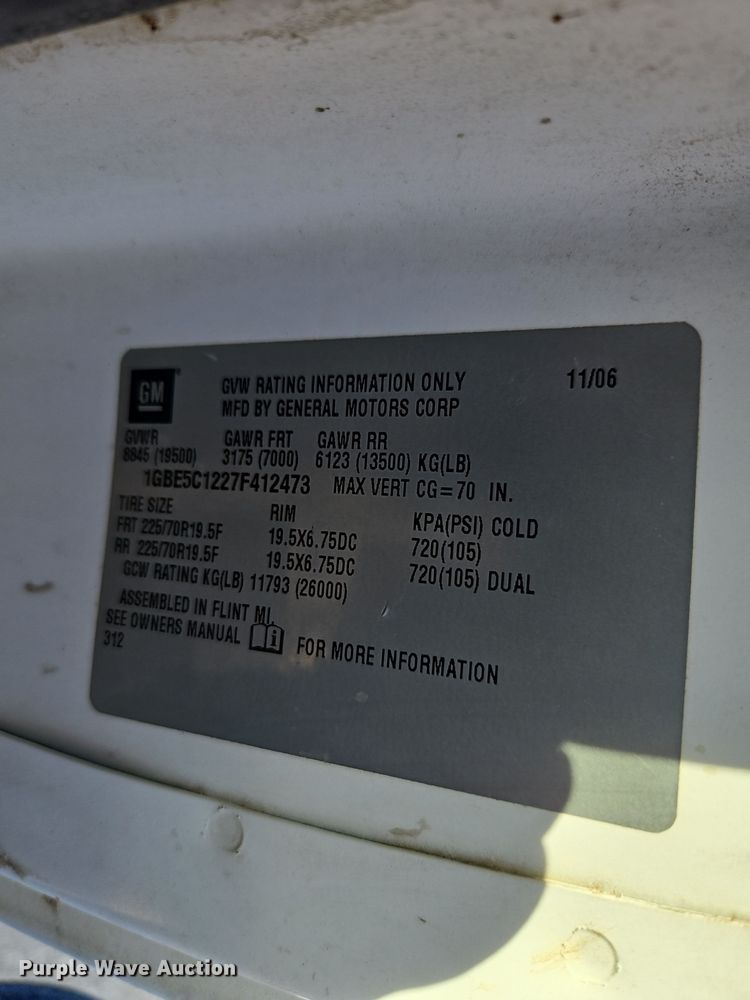 GVW RATING INFORMATION ONLY 11/06
GM® MFD BY GENERAL MOTORS CORP
GVWR GAWR FRT GAWR RR
8845 (19500) 3175 (7000) 6123 (13500) KG(LB)
1GBE5C1227F412473 MAX VERT CG=70 IN.
TIRE SIZE RIM KPA(PSI) COLD
FRT 225/70R19.5F 19.5X6.75DC 720(105)
RR 225/70R19.5F 19.5X6.75DC 720(105) DUAL
GCW RATING KG(LB) 11793 (26000)
ASSEMBLED IN FLINT MI.
SEE OWNERS MANUAL i FOR MORE INFORMATION
312
Purple Wave Auction